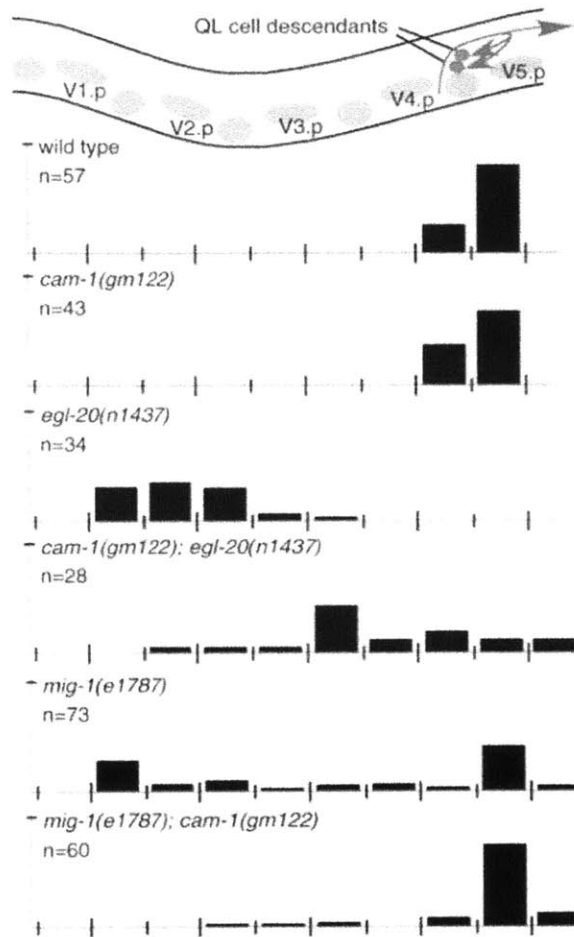 QL cell descendants
V1.p
V2.p
V3.p
V4.p
V5.p
wild type
n=57
cam-1(gm122)
n=43
egl-20(n1437)
n=34
cam-1(gm122); egl-20(n1437)
n=28
mig-1(e1787)
n=73
mig-1(e1787); cam-1(gm122)
n=60